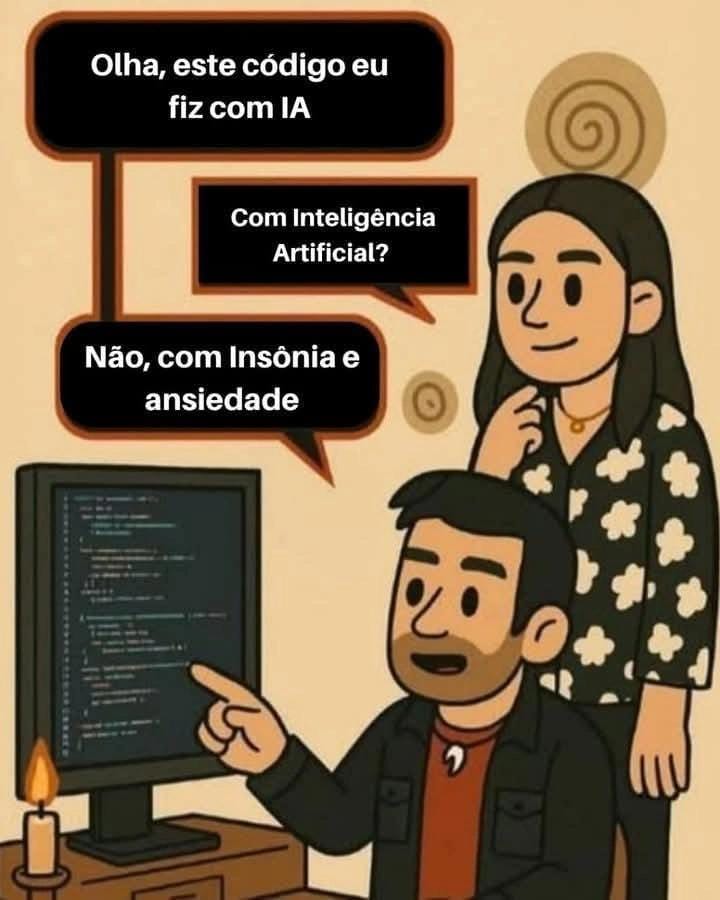 Olha, este código eu
fiz com IA
Com Inteligência
Artificial?
Não, com Insônia e
ansiedade